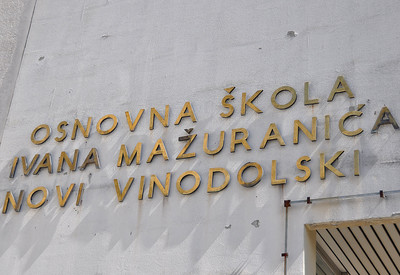 OSNOVNA ŠKOLA
IVANA MAŽURANIĆA
NOVI VINODOLSKI